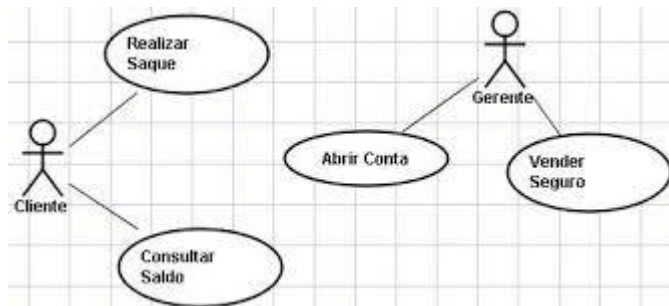 Realizar
Saque
Cliente
Consultar
Saldo
Gerente
Abrir Conta
Vender
Seguro